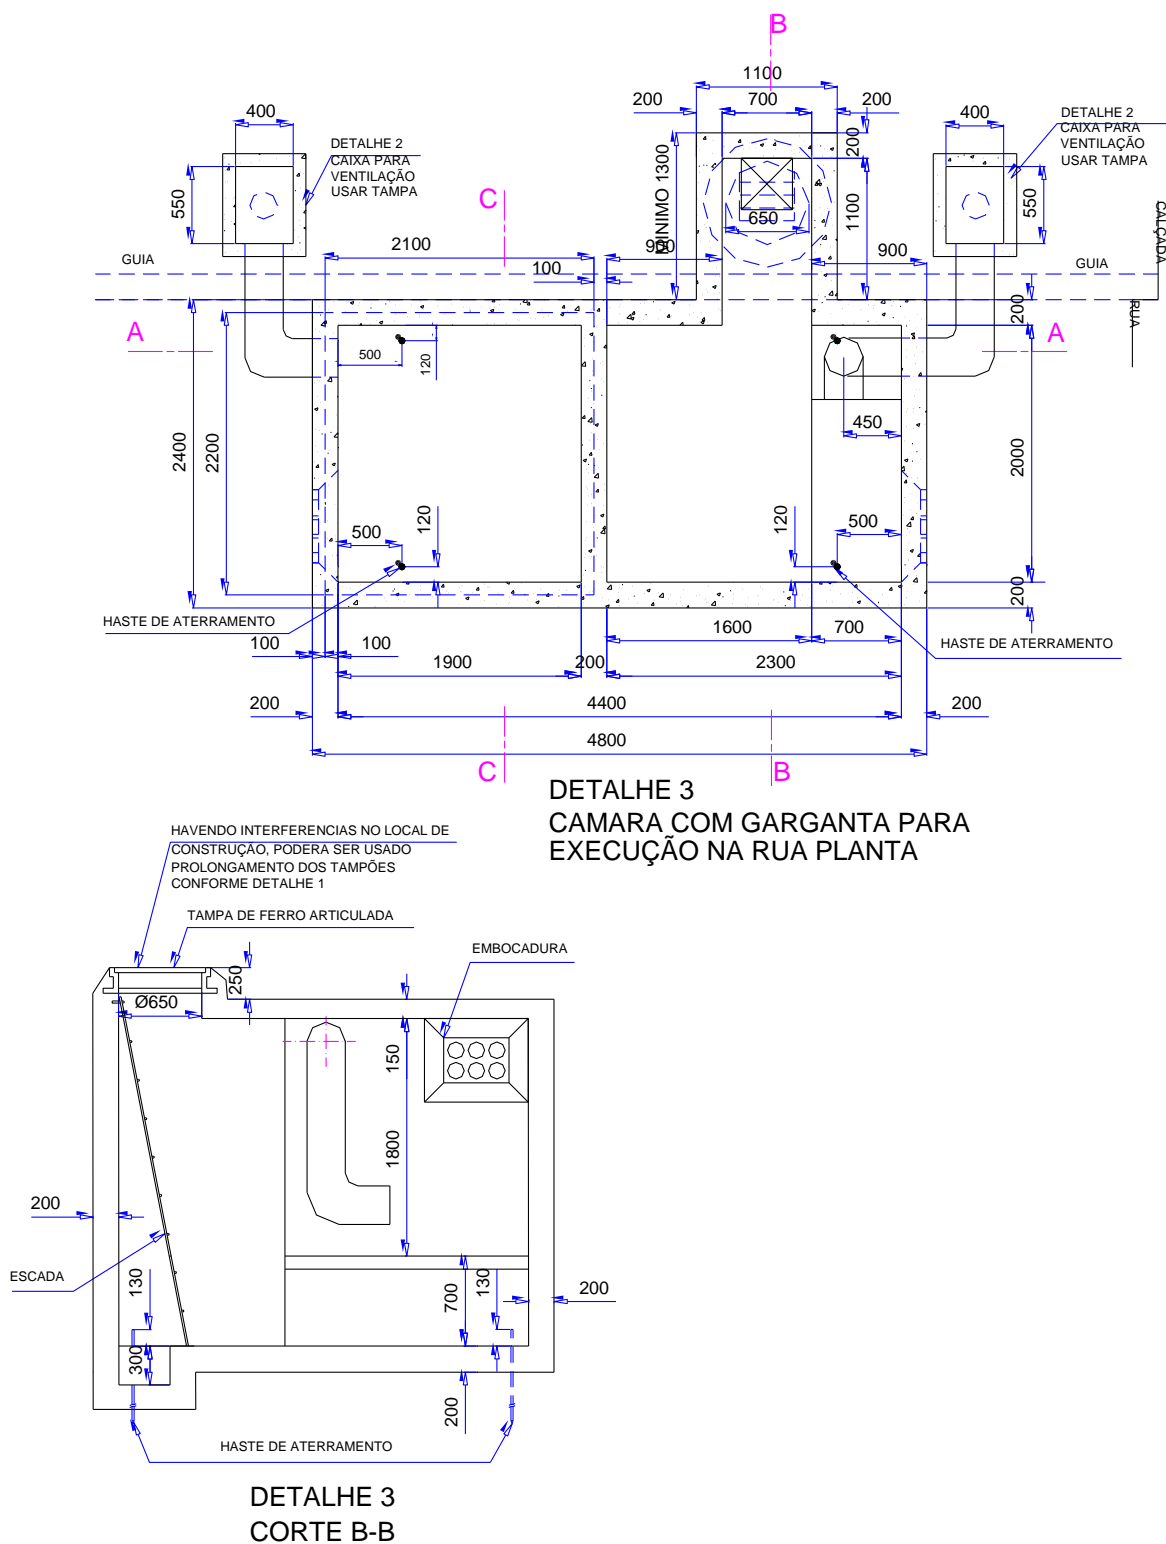 B
1100
200
700
200
400
DETALHE 2
CAIXA PARA
VENTILAÇÃO
USAR TAMPA
550
MINIMO 1300
200
1100
650
400
DETALHE 2
CAIXA PARA
VENTILAÇÃO
USAR TAMPA
550
CALÇADA
C
2100
900
900
GUIA
100
GUIA
200
RUA
A
A
500
120
450
2400
2200
2000
500
120
120
500
200
HASTE DE ATERRAMENTO
HASTE DE ATERRAMENTO
100
100
1600
700
1900
200
2300
200
4400
200
4800
C
B
DETALHE 3
CAMARA COM GARGANTA PARA
EXECUÇÃO NA RUA PLANTA
HAVENDO INTERFERENCIAS NO LOCAL DE
CONSTRUÇÃO, PODERA SER USADO
PROLONGAMENTO DOS TAMPÕES
CONFORME DETALHE 1
TAMPA DE FERRO ARTICULADA
EMBOCADURA
250
Ø650
150
1800
200
ESCADA
130
700
130
200
300
200
HASTE DE ATERRAMENTO
DETALHE 3
CORTE B-B